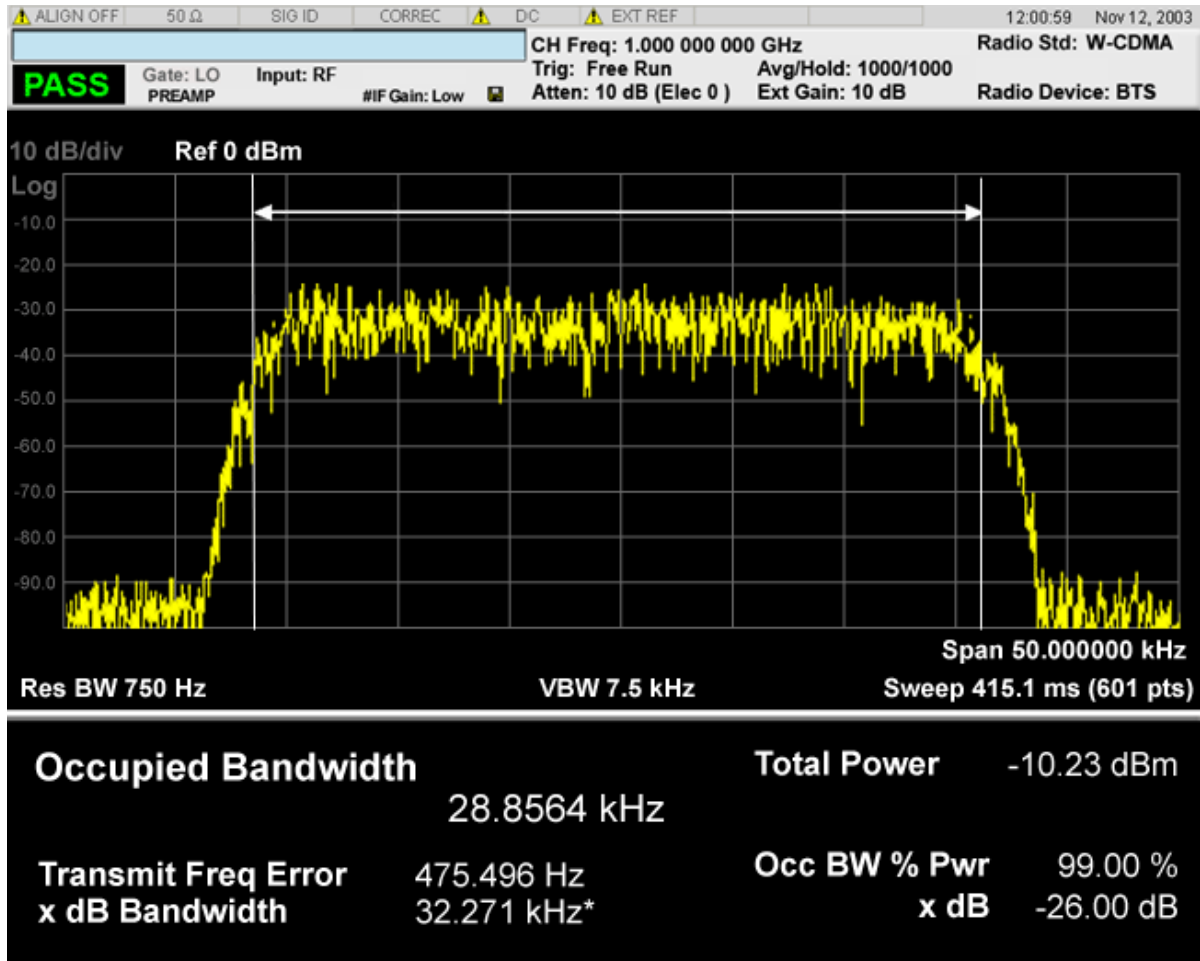 ALIGN OFF 50 Ω SIG ID CORREC DC EXT REF 12:00:59 Nov 12, 2003
CH Freq: 1.000 000 000 GHz Radio Std: W-CDMA
PASS Gate: LO Input: RF Trig: Free Run Avg/Hold: 1000/1000
PREAMP #IF Gain: Low Atten: 10 dB (Elec 0 ) Ext Gain: 10 dB Radio Device: BTS
10 dB/div Ref 0 dBm
Log
-10.0
-20.0
-30.0
-40.0
-50.0
-60.0
-70.0
-80.0
-90.0
Span 50.000000 kHz
Res BW 750 Hz VBW 7.5 kHz Sweep 415.1 ms (601 pts)
Occupied Bandwidth Total Power -10.23 dBm
28.8564 kHz
Transmit Freq Error 475.496 Hz Occ BW % Pwr 99.00 %
x dB Bandwidth 32.271 kHz* x dB -26.00 dB